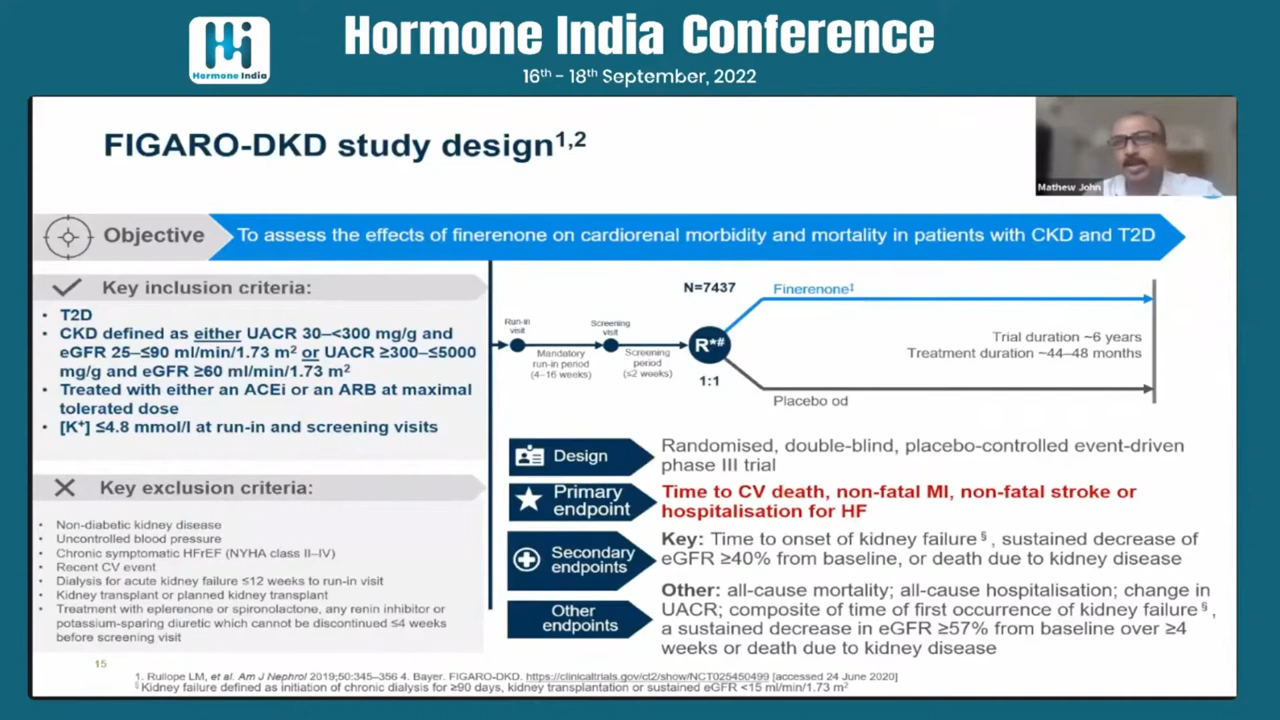 Hormone India
Hormone India Conference
16th - 18th September, 2022
FIGARO-DKD study design1,2
Mathew John
Objective
To assess the effects of finerenone on cardiorenal morbidity and mortality in patients with CKD and T2D
Key inclusion criteria:
• T2D
• CKD defined as either UACR 30–<300 mg/g and
eGFR 25–≤90 ml/min/1.73 m2 or UACR ≥300–≤5000
mg/g and eGFR ≥60 ml/min/1.73 m2
• Treated with either an ACEi or an ARB at maximal
tolerated dose
• [K+] ≤4.8 mmol/l at run-in and screening visits
Key exclusion criteria:
• Non-diabetic kidney disease
• Uncontrolled blood pressure
• Chronic symptomatic HFrEF (NYHA class II–IV)
• Recent CV event
• Dialysis for acute kidney failure ≤12 weeks to run-in visit
• Kidney transplant or planned kidney transplant
• Treatment with eplerenone or spironolactone, any renin inhibitor or
potassium-sparing diuretic which cannot be discontinued ≤4 weeks
before screening visit
N=7437
Finerenone‡
Run-in
visit
Screening
visit
R*#
Mandatory
run-in period
(4–16 weeks)
Screening
period
(≤2 weeks)
1:1
Trial duration ~6 years
Treatment duration ~44–48 months
Placebo od
Design
Randomised, double-blind, placebo-controlled event-driven
phase III trial
Primary
endpoint
Time to CV death, non-fatal MI, non-fatal stroke or
hospitalisation for HF
Secondary
endpoints
Key: Time to onset of kidney failure§, sustained decrease of
eGFR ≥40% from baseline, or death due to kidney disease
Other
endpoints
Other: all-cause mortality; all-cause hospitalisation; change in
UACR; composite of time of first occurrence of kidney failure§,
a sustained decrease in eGFR ≥57% from baseline over ≥4
weeks or death due to kidney disease
15
1. Ruilope LM, et al. Am J Nephrol 2019;50:345–356 4. Bayer. FIGARO-DKD. https://clinicaltrials.gov/ct2/show/NCT025450499 [accessed 24 June 2020]
§ Kidney failure defined as initiation of chronic dialysis for ≥90 days, kidney transplantation or sustained eGFR <15 ml/min/1.73 m2